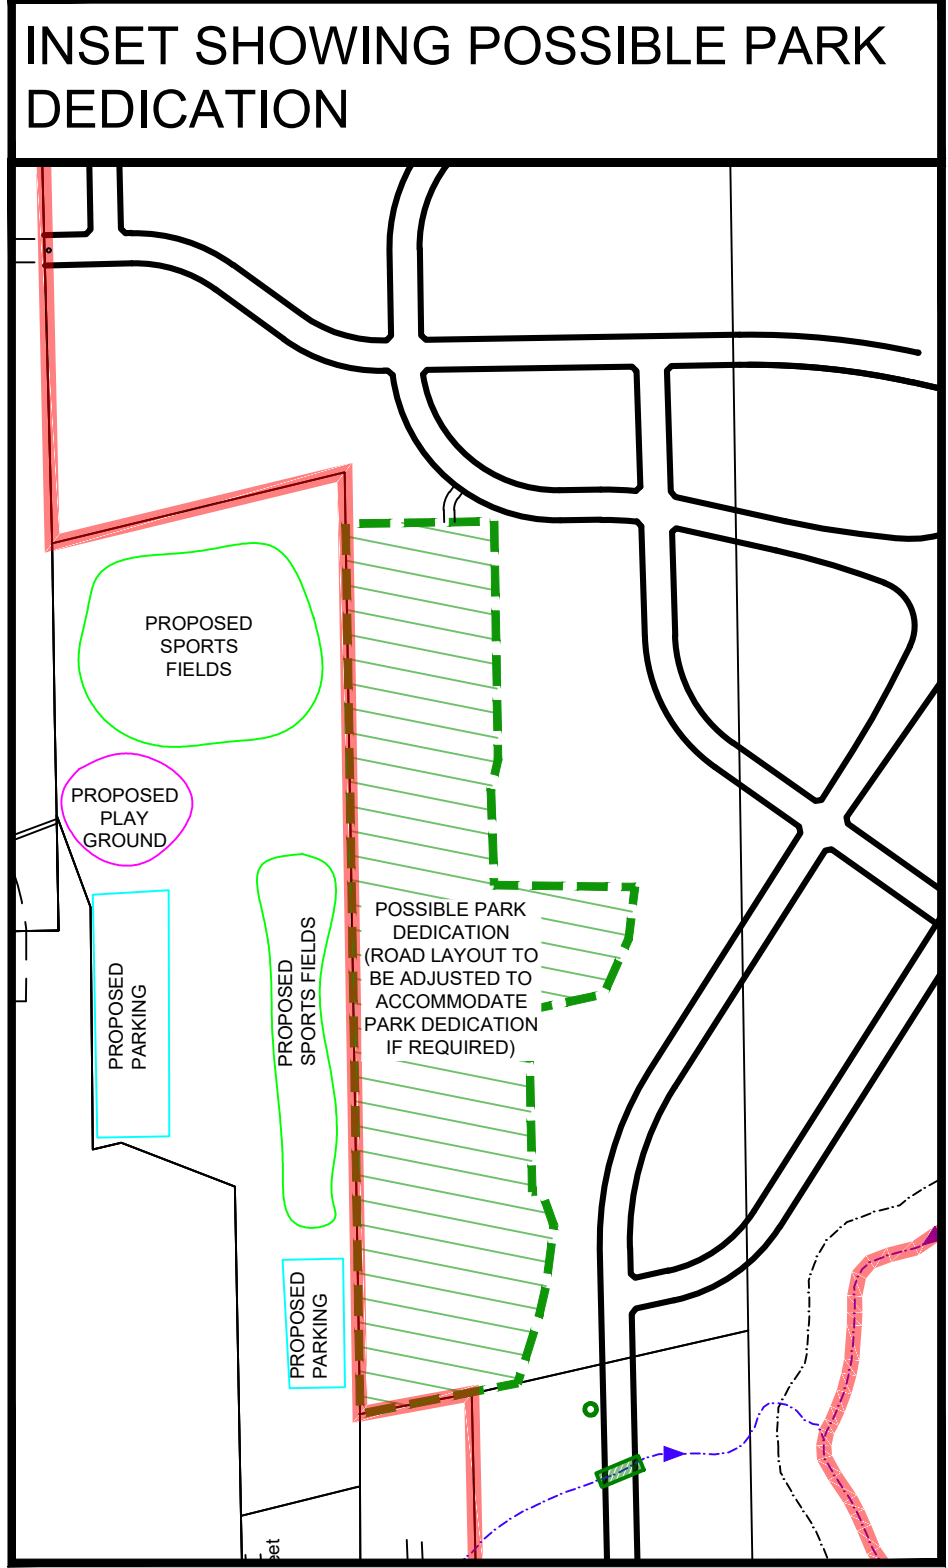 INSET SHOWING POSSIBLE PARK
DEDICATION
PROPOSED
SPORTS
FIELDS
PROPOSED
PLAY
GROUND
PROPOSED
PARKING
PROPOSED
SPORTS FIELDS
POSSIBLE PARK
DEDICATION
(ROAD LAYOUT TO
BE ADJUSTED TO
ACCOMMODATE
PARK DEDICATION
IF REQUIRED)
PROPOSED
PARKING